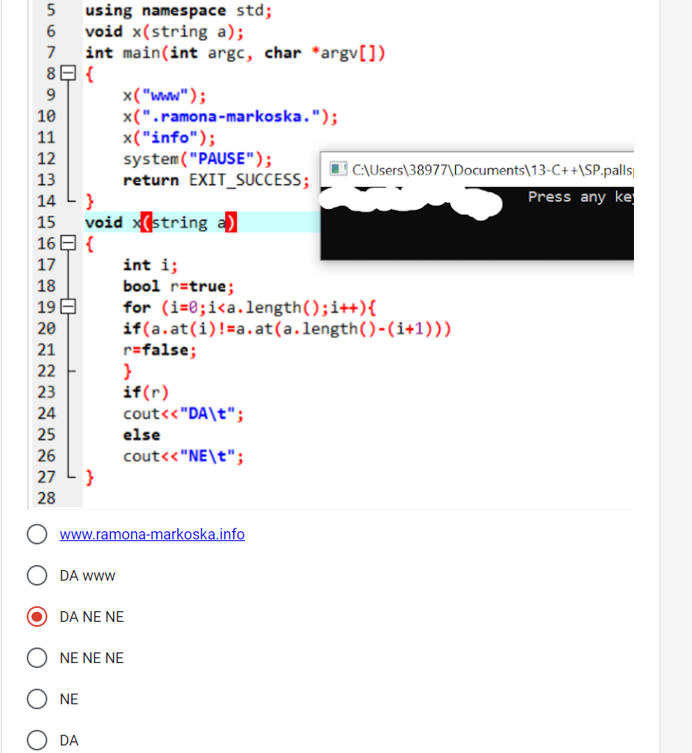 5 using namespace std;
6 void x(string a);
7 int main(int argc, char *argv[])
8 {
9 x("www");
10 x(".ramona-markoska.");
11 x("info");
12 system("PAUSE");
13 return EXIT_SUCCESS;
14 }
15 void x(string a)
16 {
17 int i;
18 bool r=true;
19 for (i=0;i<a.length();i++){
20 if(a.at(i)!=a.at(a.length()-(i+1)))
21 r=false;
22 }
23 if(r)
24 cout<<"DA\t";
25 else
26 cout<<"NE\t";
27 }
28
C:\Users\38977\Documents\13-C++\SP.palls
Press any key
www.ramona-markoska.info
DA www
DA NE NE
NE NE NE
NE
DA